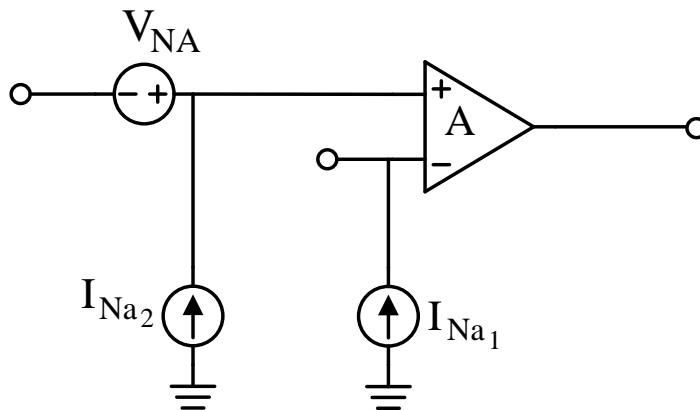 V_NA
− +
+
A
−
I_Na₂
I_Na₁